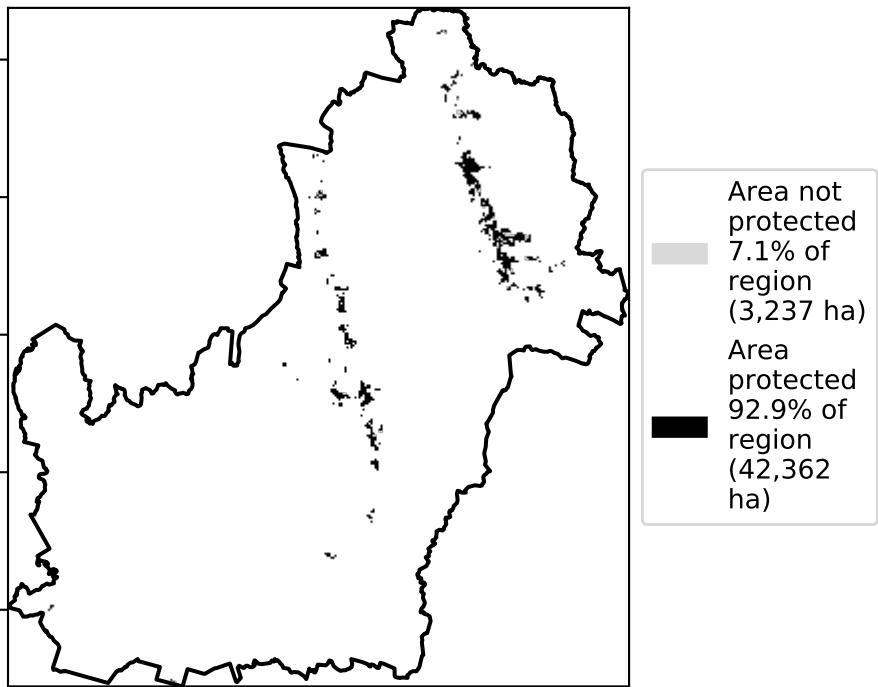 Area not
protected
7.1% of
region
(3,237 ha)
Area
protected
92.9% of
region
(42,362
ha)